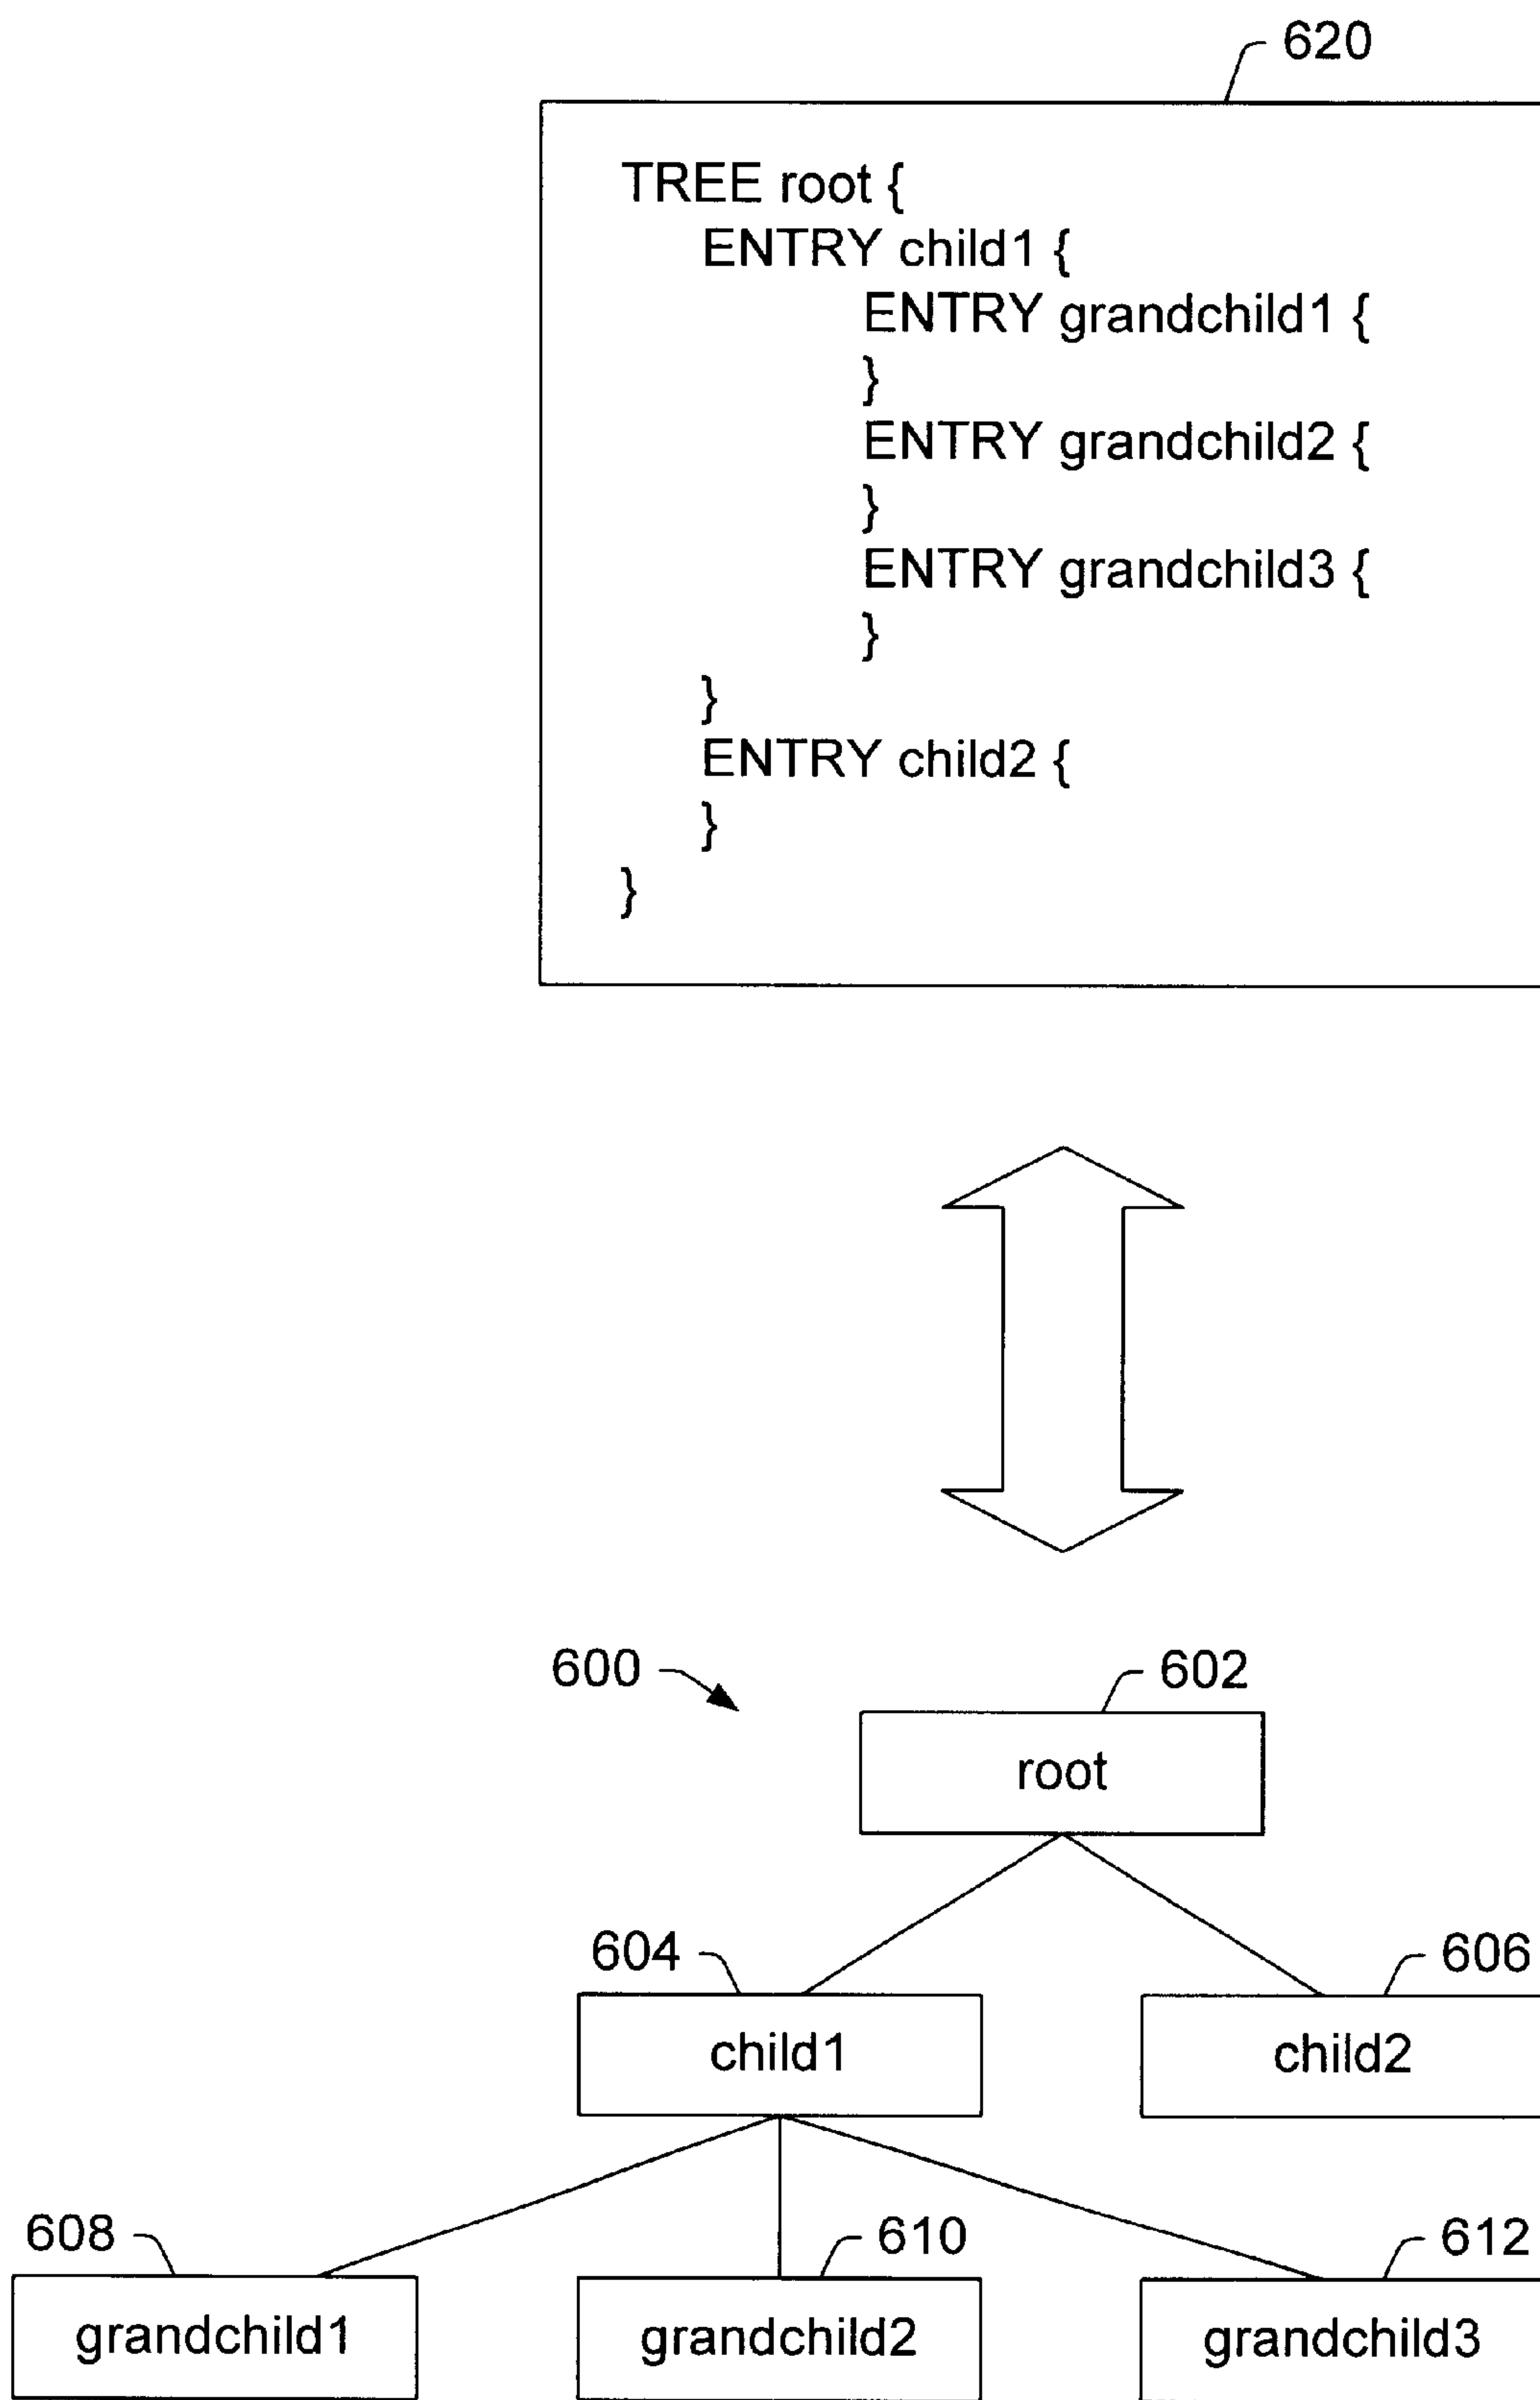 620
TREE root {
ENTRY child1 {
ENTRY grandchild1 {
}
ENTRY grandchild2 {
}
ENTRY grandchild3 {
}
}
ENTRY child2 {
}
}
600
602
root
604
606
child1
child2
608
610
612
grandchild1
grandchild2
grandchild3